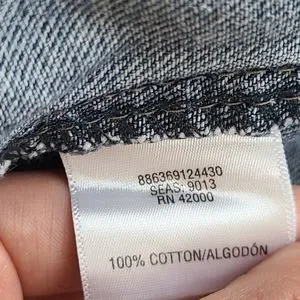 886369124430
SEAS: 9013
RN 42000
100% COTTON/ALGODÓN